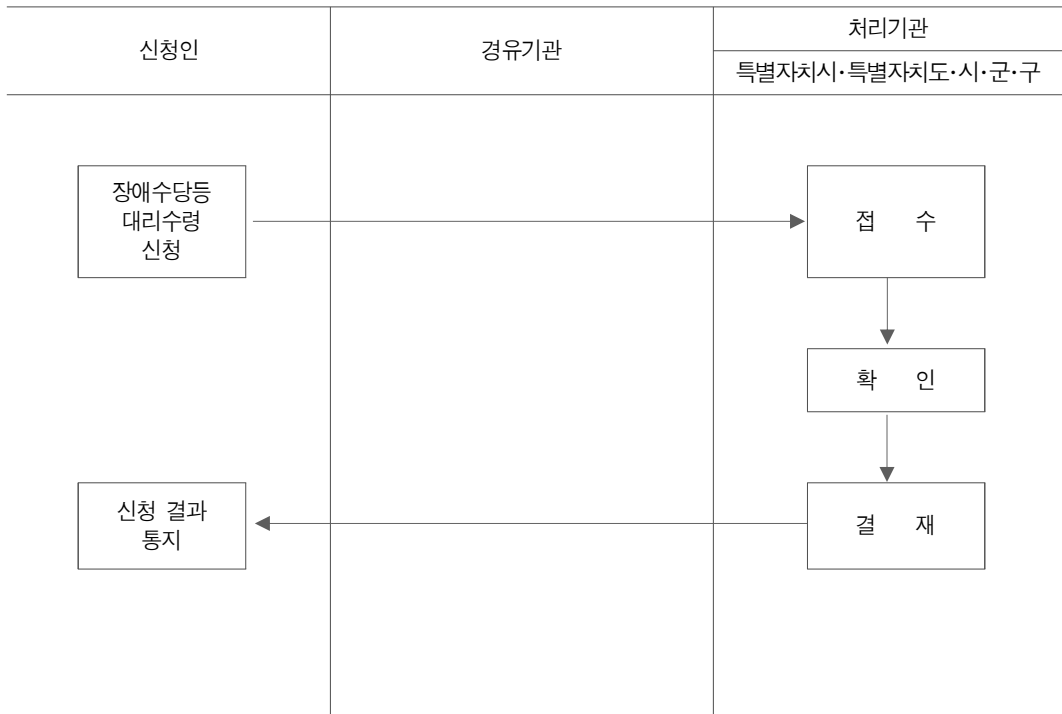 신청인
경유기관
처리기관
특별자치시·특별자치도·시·군·구
장애수당등
대리수령
신청
접 수
확 인
신청 결과
통지
결 재